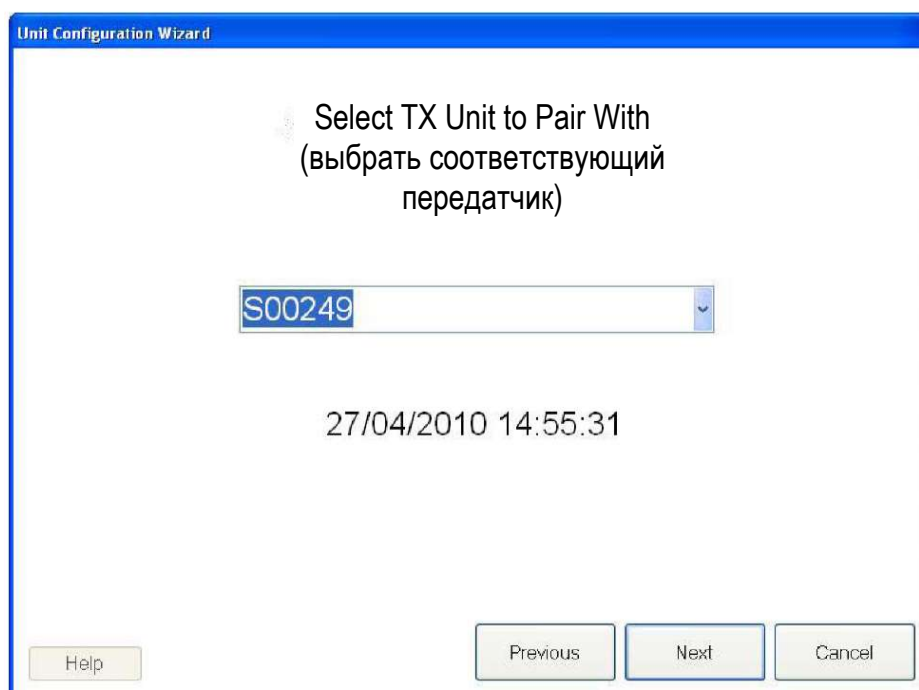 Unit Configuration Wizard
Select TX Unit to Pair With
(выбрать соответствующий
передатчик)
S00249
27/04/2010 14:55:31
Help
Previous
Next
Cancel